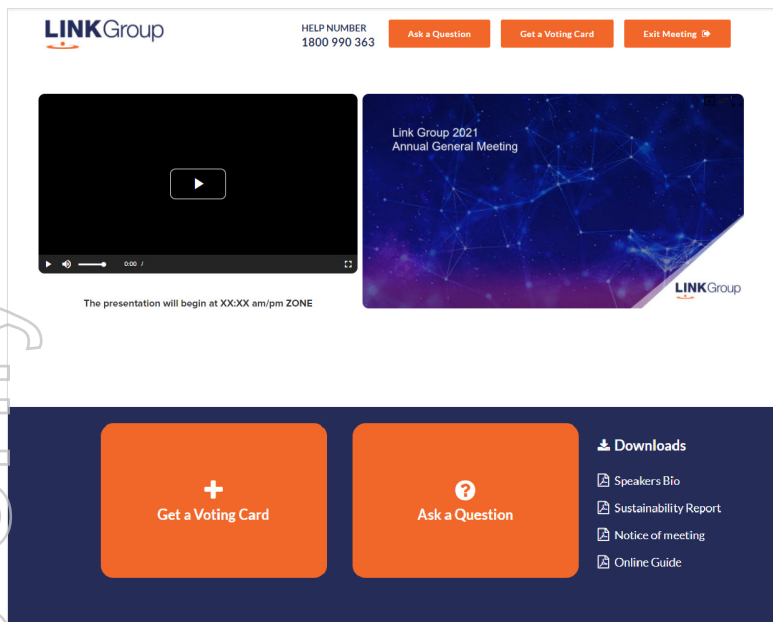 LINKGroup
HELP NUMBER
1800 990 363
Ask a Question
Get a Voting Card
Exit Meeting
Link Group 2021
Annual General Meeting
0:00 /
LINKGroup
The presentation will begin at XX:XX am/pm ZONE
Get a Voting Card
Ask a Question
Downloads
Speakers Bio
Sustainability Report
Notice of meeting
Online Guide